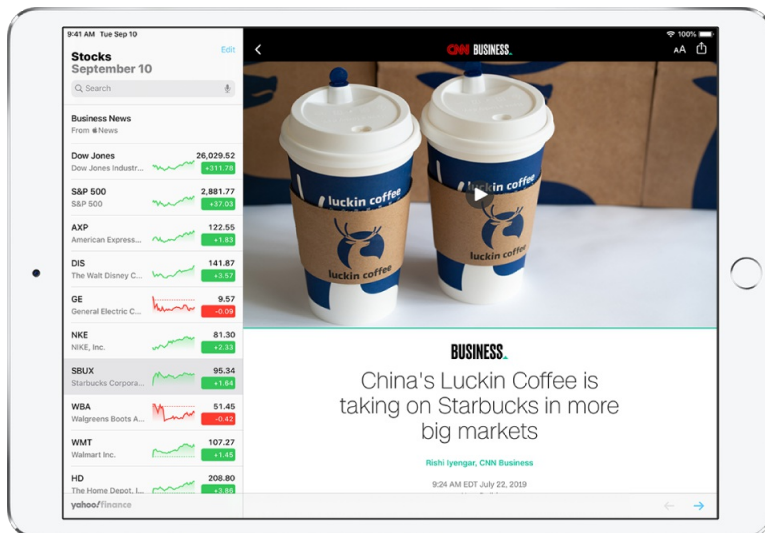 9:41 AM Tue Sep 10
100%
Edit
Stocks
September 10
Search
Business News
From News
Dow Jones 26,029.52
Dow Jones Industr... +311.78
S&P 500 2,881.77
S&P 500 +37.03
AXP 122.55
American Express... +1.83
DIS 141.87
The Walt Disney C... +3.57
GE 9.57
General Electric C... -0.09
NKE 81.30
NIKE, Inc. +2.33
SBUX 95.34
Starbucks Corpora... +1.64
WBA 51.45
Walgreens Boots A... -0.42
WMT 107.27
Walmart Inc. +1.45
HD 208.80
The Home Depot, I...
yahoo!finance
CNN BUSINESS
AA
luckin coffee
luckin coffee
luckin coffee
luckin coffee
BUSINESS
China's Luckin Coffee is
taking on Starbucks in more
big markets
Rishi Iyengar, CNN Business
9:24 AM EDT July 22, 2019